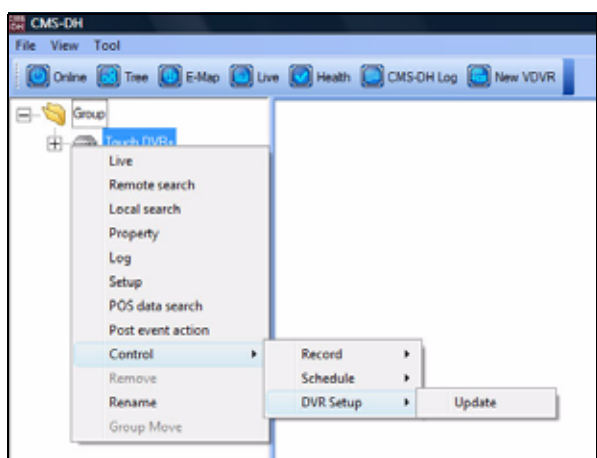 CMS-DH
File View Tool
Online Tree E-Map Live Health CMS-DH Log New VDVR
Group
Touch DVRs
Live
Remote search
Local search
Property
Log
Setup
POS data search
Post event action
Control
Remove
Rename
Group Move
Record
Schedule
DVR Setup
Update